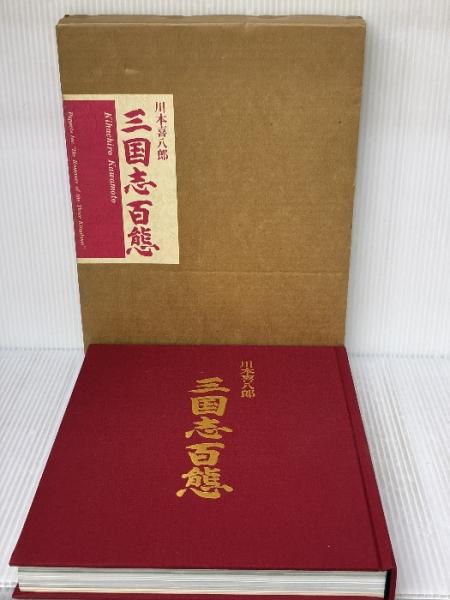 川本喜八郎
三国志百態
Kihachiro Kawamoto
Puppets for "The Romance of the Three Kingdoms"
川本喜八郎
三国志百態